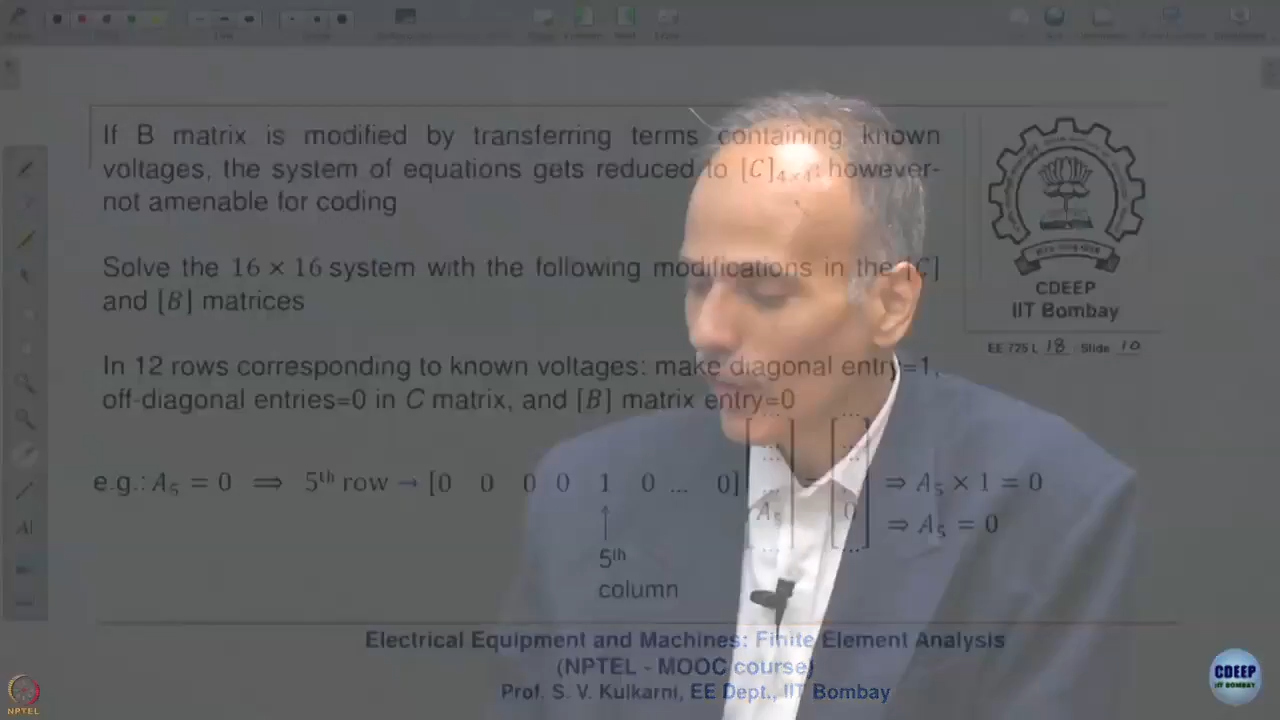 If B matrix is modified by transferring terms containing known
voltages, the system of equations gets reduced to [C]₄ₓ₄; however-
not amenable for coding
Solve the 16 × 16 system with the following modifications in the [C]
and [B] matrices
In 12 rows corresponding to known voltages: make diagonal entry=1,
off-diagonal entries=0 in C matrix, and [B] matrix entry=0
e.g.: A₅ = 0 ⟹ 5ᵗʰ row → [0 0 0 0 1 0 … 0] [… … … A₅ …] = [… … … 0 …] ⇒ A₅ × 1 = 0
⇒ A₅ = 0
↑
5ᵗʰ
column
CDEEP
IIT Bombay
EE 725 L 18 Slide 10
Electrical Equipment and Machines: Finite Element Analysis
(NPTEL - MOOC course)
Prof. S. V. Kulkarni, EE Dept., IIT Bombay
NPTEL
CDEEP
IIT BOMBAY